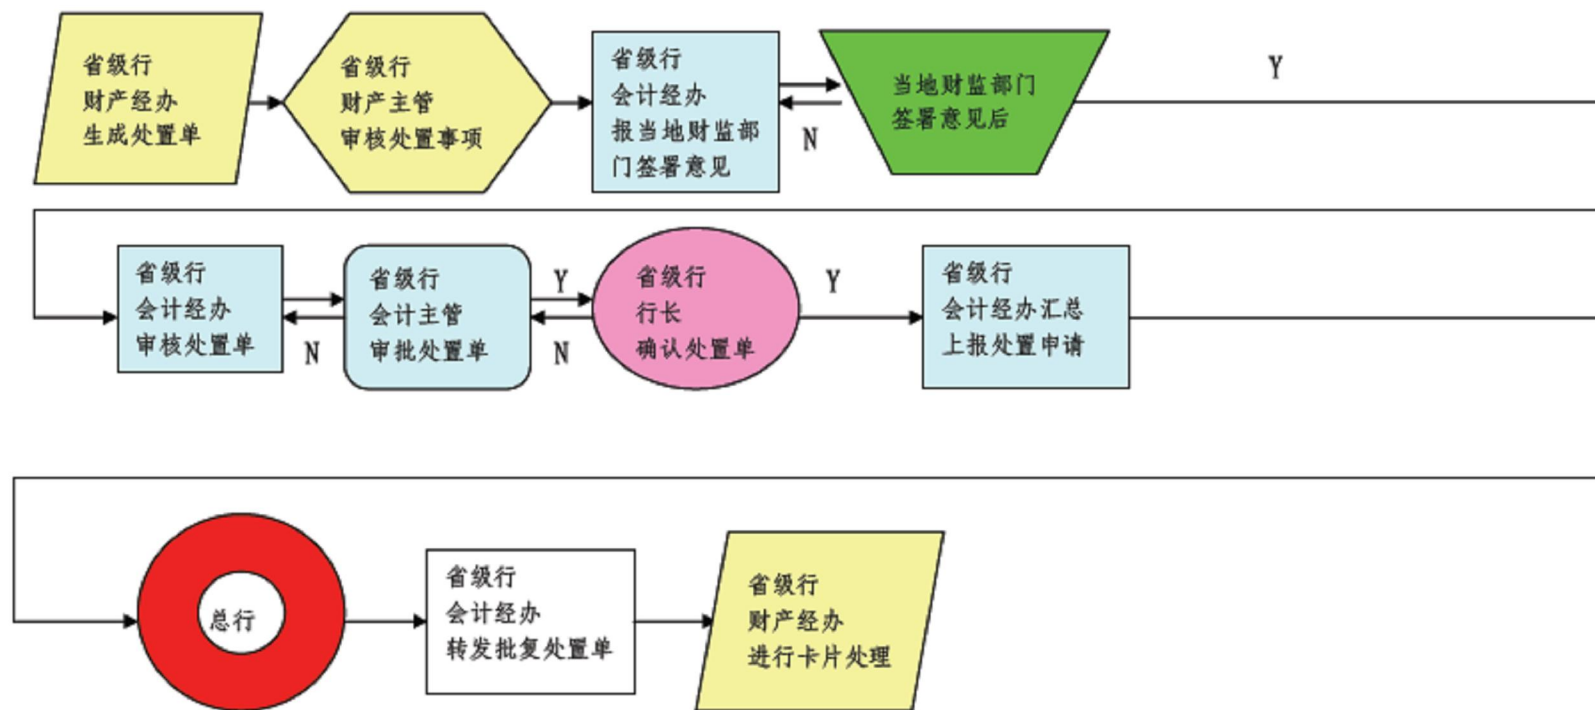 省级行
财产经办
生成处置单
省级行
财产主管
审核处置事项
省级行
会计经办
报当地财监部
门签署意见
N
当地财监部门
签署意见后
Y
省级行
会计经办
审核处置单
N
省级行
会计主管
审批处置单
Y
N
省级行
行长
确认处置单
Y
省级行
会计经办汇总
上报处置申请
总行
省级行
会计经办
转发批复处置单
省级行
财产经办
进行卡片处理